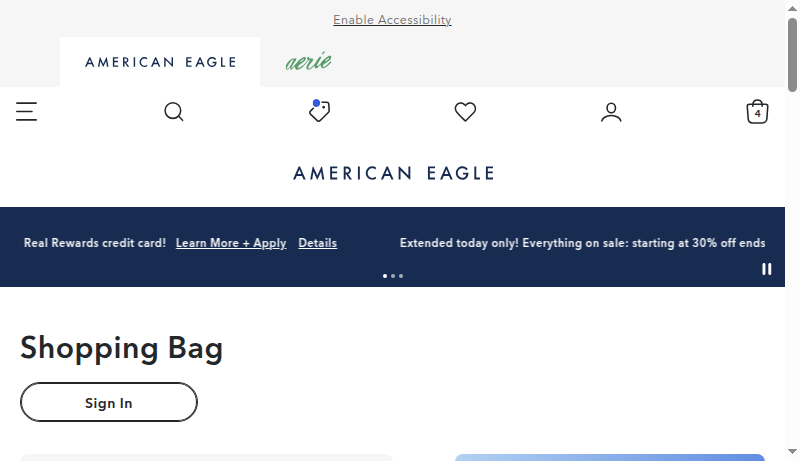 Enable Accessibility
AMERICAN EAGLE
aerie
4
AMERICAN EAGLE
Real Rewards credit card! Learn More + Apply Details
Extended today only! Everything on sale: starting at 30% off ends
Shopping Bag
Sign In